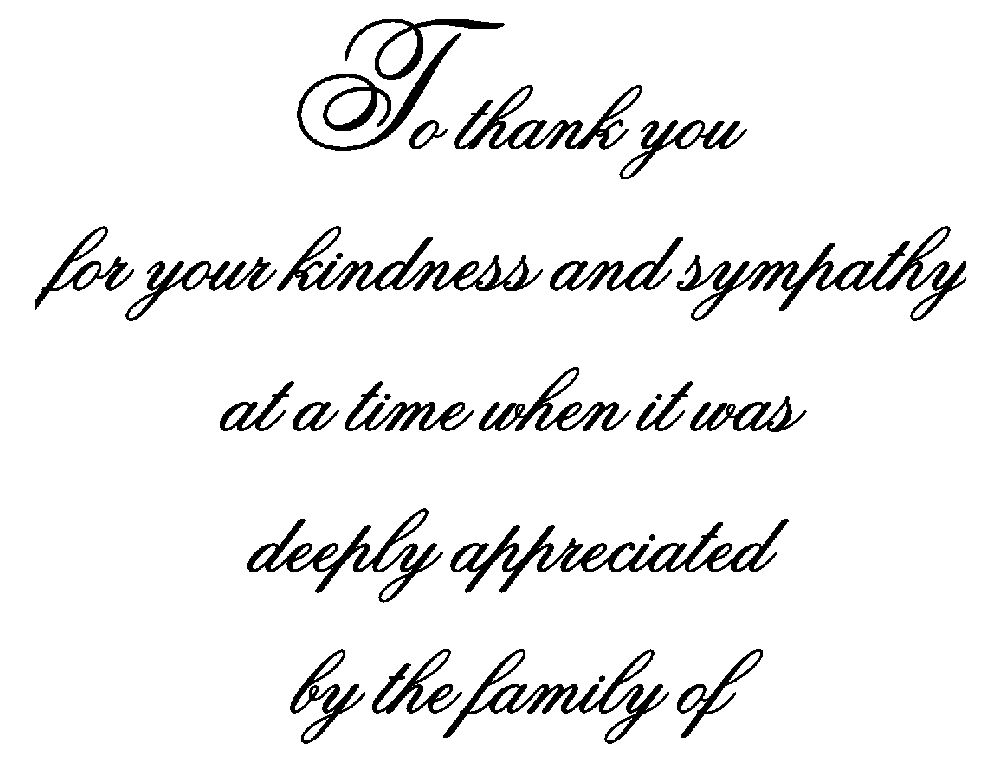 To thank you
for your kindness and sympathy
at a time when it was
deeply appreciated
by the family of